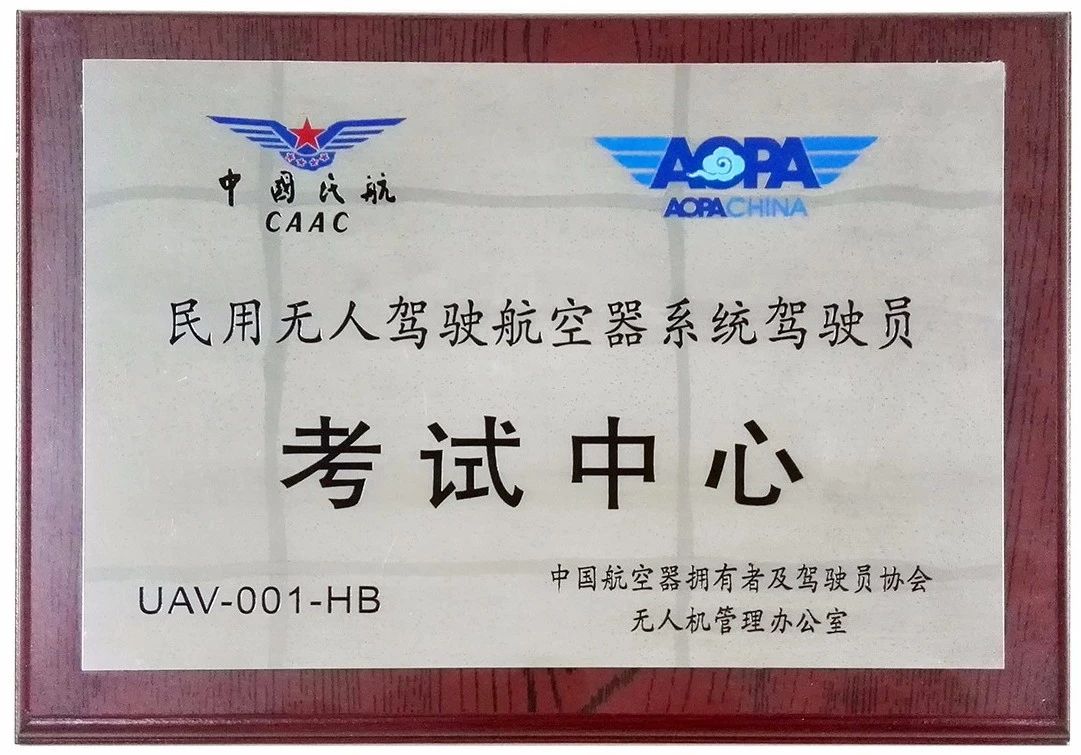 中國民航
CAAC
AOPA
AOPA CHINA
民用无人驾驶航空器系统驾驶员
考试中心
UAV-001-HB
中国航空器拥有者及驾驶员协会
无人机管理办公室